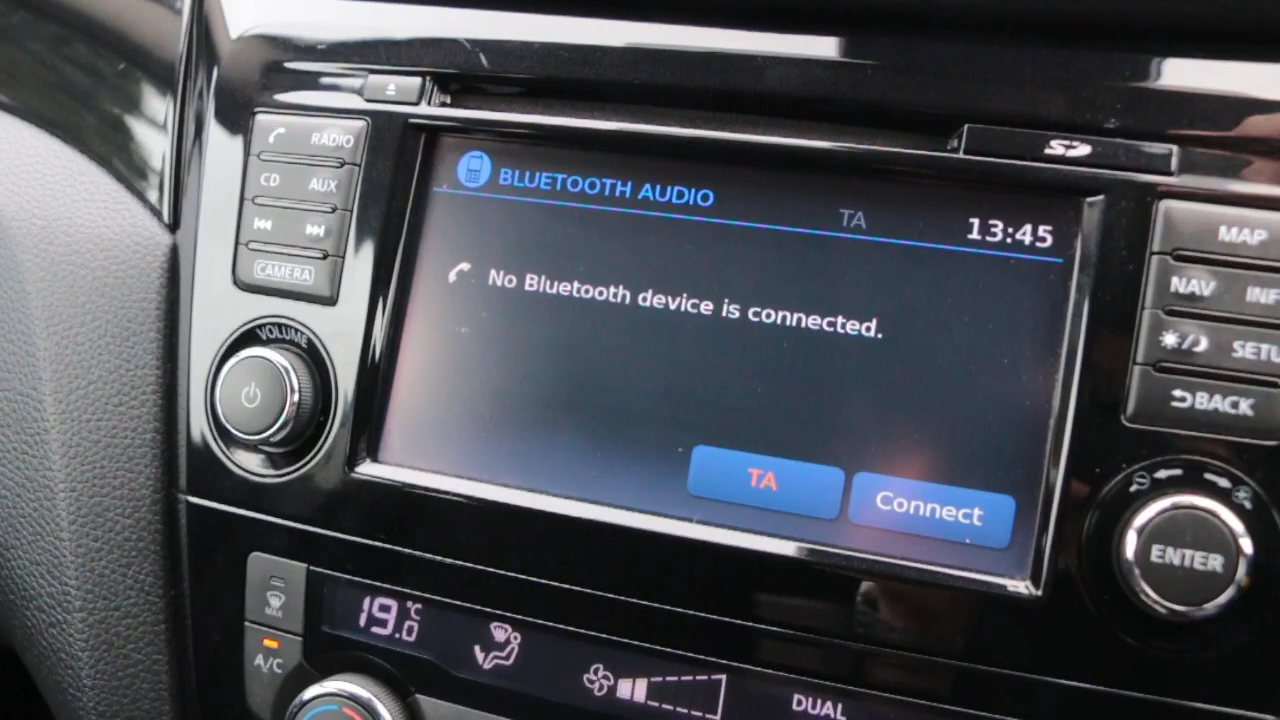 RADIO
CD AUX
CAMERA
VOLUME
BLUETOOTH AUDIO
TA
13:45
No Bluetooth device is connected.
TA
Connect
SD
MAP
NAV
BACK
ENTER
MAX
A/C
19.0 °C
DUAL